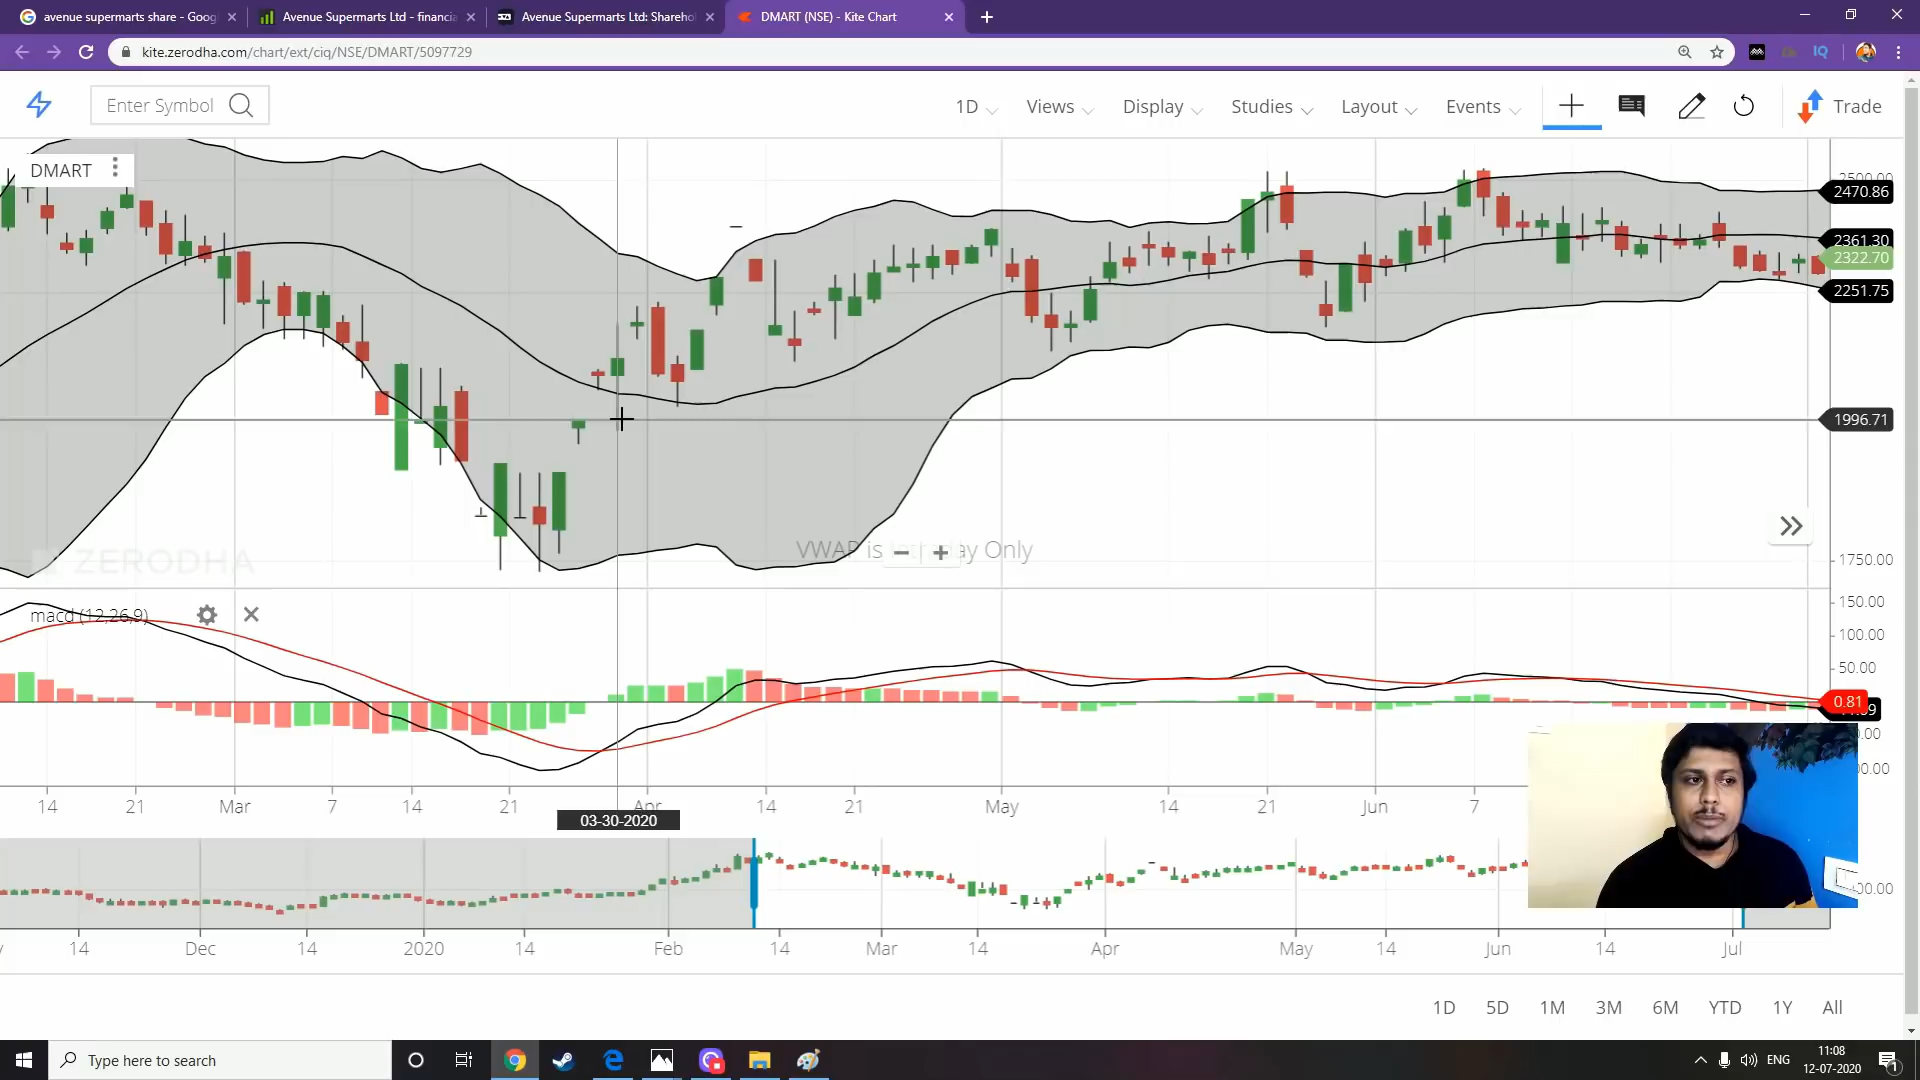 avenue supermarts share - Goog
Avenue Supermarts Ltd - financia
Avenue Supermarts Ltd: Shareho
DMART (NSE) - Kite Chart
kite.zerodha.com/chart/ext/ciq/NSE/DMART/5097729
IQ
Enter Symbol
1D
Views
Display
Studies
Layout
Events
Trade
DMART
2500.00
2470.86
2361.30
2322.70
2251.75
1996.71
ZERODHA
VWAP is
ay Only
1750.00
macd (12,26,9)
150.00
100.00
50.00
0.81
14 21 Mar 7 14 21 Apr 14 21 May 14 21 Jun 7
03-30-2020
14 Dec 14 2020 14 Feb 14 Mar 14 Apr May 14 Jun 14 Jul
1D 5D 1M 3M 6M YTD 1Y All
Type here to search
ENG
11:08
12-07-2020
1